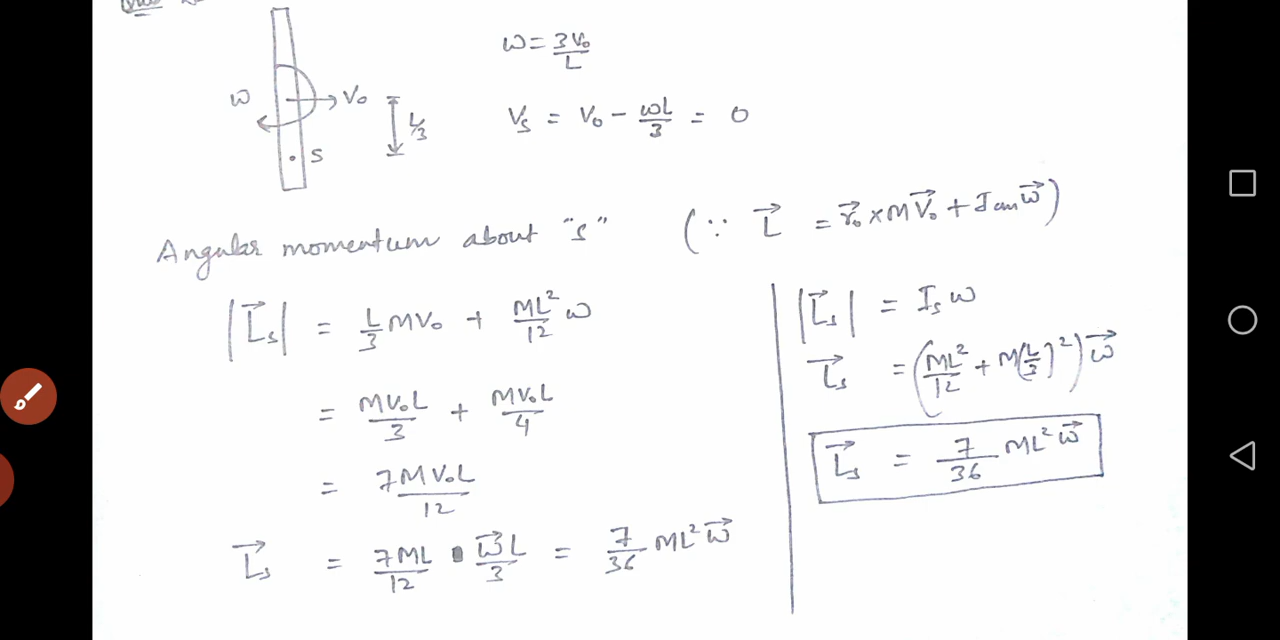 ω = 3V₀/L
ω V₀ L/3
V_s = V₀ - ωL/3 = 0
S
Angular momentum about "s" (∵ L⃗ = r⃗₀ × MV⃗₀ + I_cm ω⃗)
|L⃗_s| = L/3 MV₀ + ML²/12 ω
= MV₀L/3 + MV₀L/4
= 7MV₀L/12
L⃗_s = 7ML/12 · ω⃗L/3 = 7/36 ML² ω⃗
|L⃗_s| = I_s ω
L⃗_s = (ML²/12 + M(L/3)²) ω⃗
L⃗_s = 7/36 ML² ω⃗